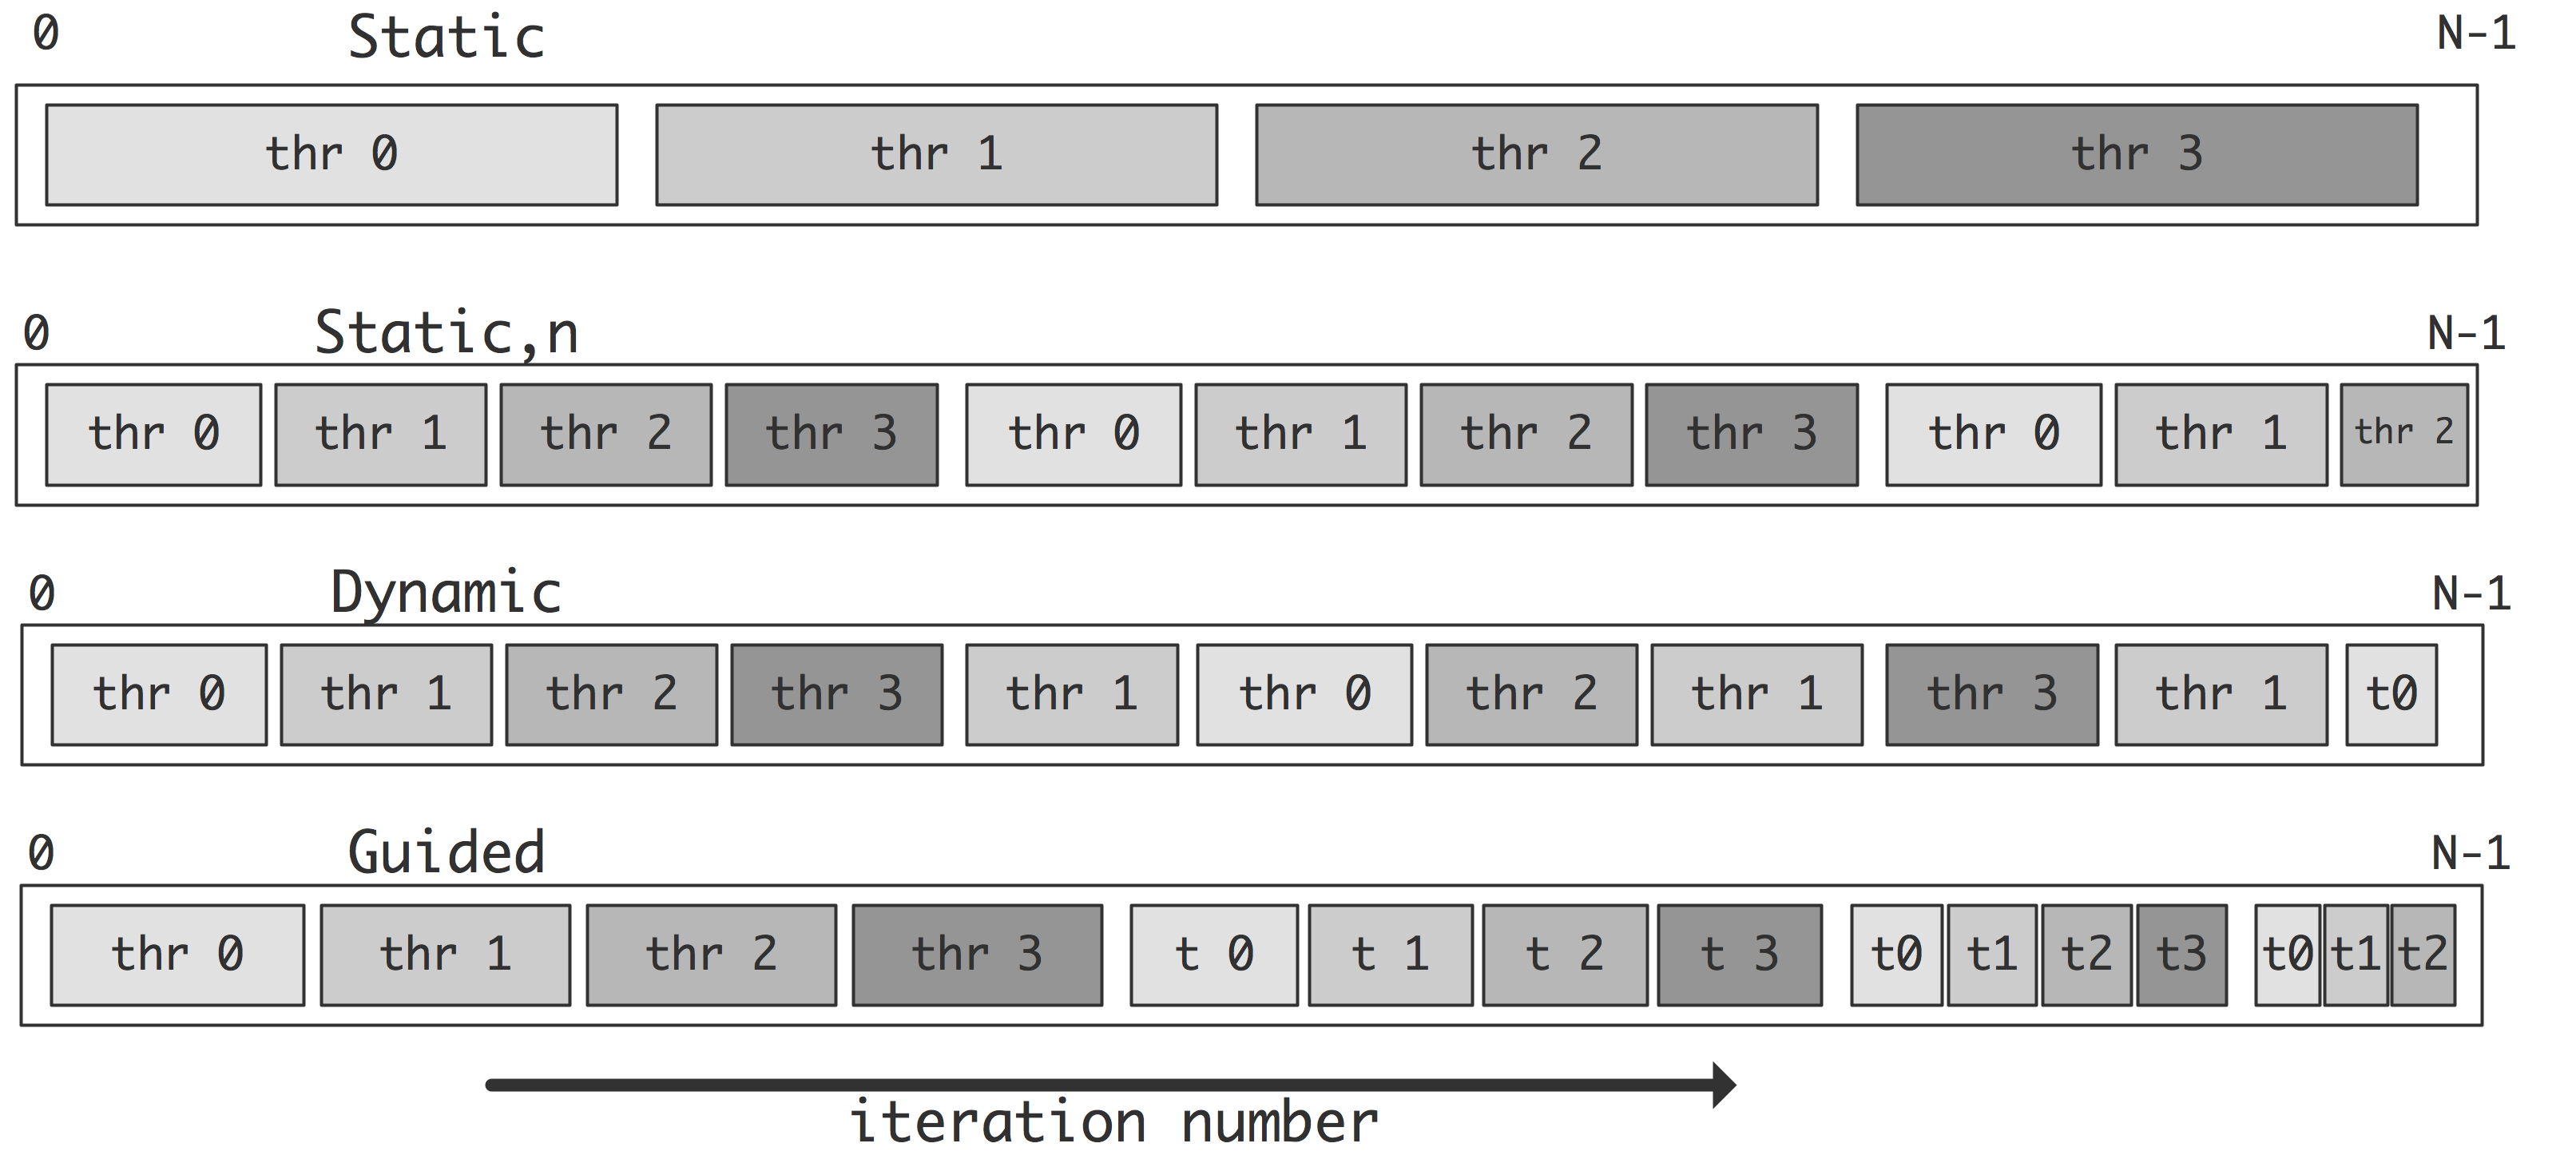 0 Static N-1
thr 0 thr 1 thr 2 thr 3
0 Static,n N-1
thr 0 thr 1 thr 2 thr 3 thr 0 thr 1 thr 2 thr 3 thr 0 thr 1 thr 2
0 Dynamic N-1
thr 0 thr 1 thr 2 thr 3 thr 1 thr 0 thr 2 thr 1 thr 3 thr 1 t0
0 Guided N-1
thr 0 thr 1 thr 2 thr 3 t 0 t 1 t 2 t 3 t0 t1 t2 t3 t0 t1 t2
iteration number